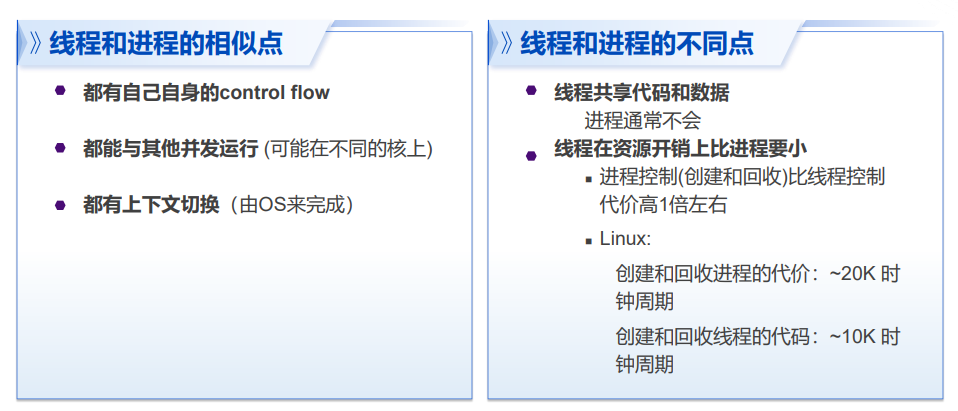 线程和进程的相似点
都有自己自身的control flow
都能与其他并发运行 (可能在不同的核上)
都有上下文切换（由OS来完成）
线程和进程的不同点
线程共享代码和数据
进程通常不会
线程在资源开销上比进程要小
进程控制(创建和回收)比线程控制
代价高1倍左右
Linux:
创建和回收进程的代价：~20K 时
钟周期
创建和回收线程的代码：~10K 时
钟周期